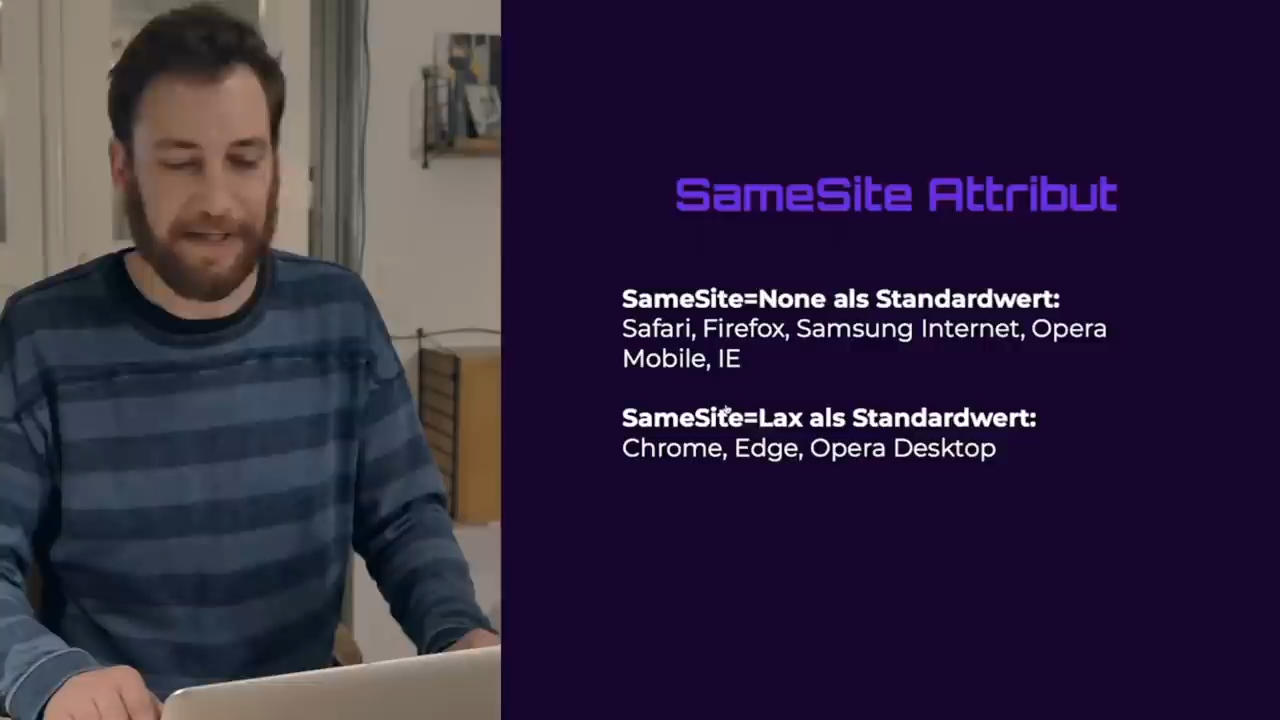 SameSite Attribut
SameSite=None als Standardwert:
Safari, Firefox, Samsung Internet, Opera
Mobile, IE
SameSite=Lax als Standardwert:
Chrome, Edge, Opera Desktop